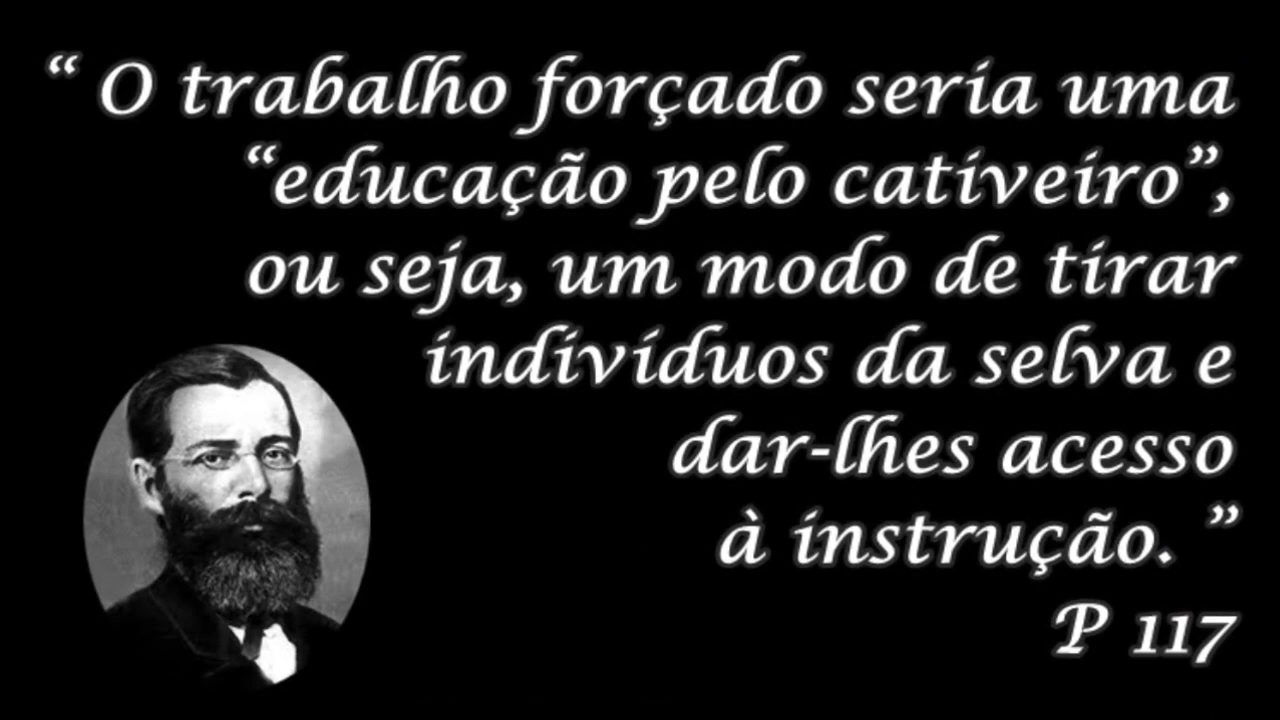 “ O trabalho forçado seria uma
“educação pelo cativeiro”,
ou seja, um modo de tirar
indivíduos da selva e
dar-lhes acesso
à instrução. ”
P 117